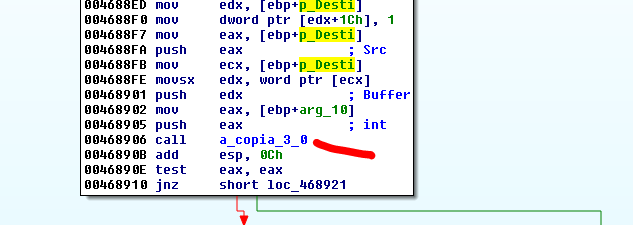 004688ED mov edx, [ebp+p_Desti]
004688F0 mov dword ptr [edx+1Ch], 1
004688F7 mov eax, [ebp+p_Desti]
004688FA push eax ; Src
004688FB mov ecx, [ebp+p_Desti]
004688FE movsx edx, word ptr [ecx]
00468901 push edx ; Buffer
00468902 mov eax, [ebp+arg_10]
00468905 push eax ; int
00468906 call a_copia_3_0
0046890B add esp, 0Ch
0046890E test eax, eax
00468910 jnz short loc_468921